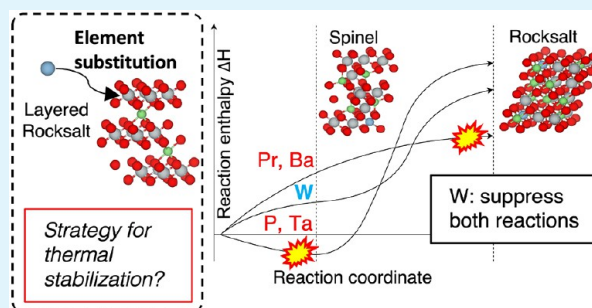 Element
substitution
Layered
Rocksalt
Strategy for
thermal
stabilization?
Reaction enthalpy ΔH
Spinel
Rocksalt
Pr, Ba
W
P, Ta
W: suppress
both reactions
Reaction coordinate